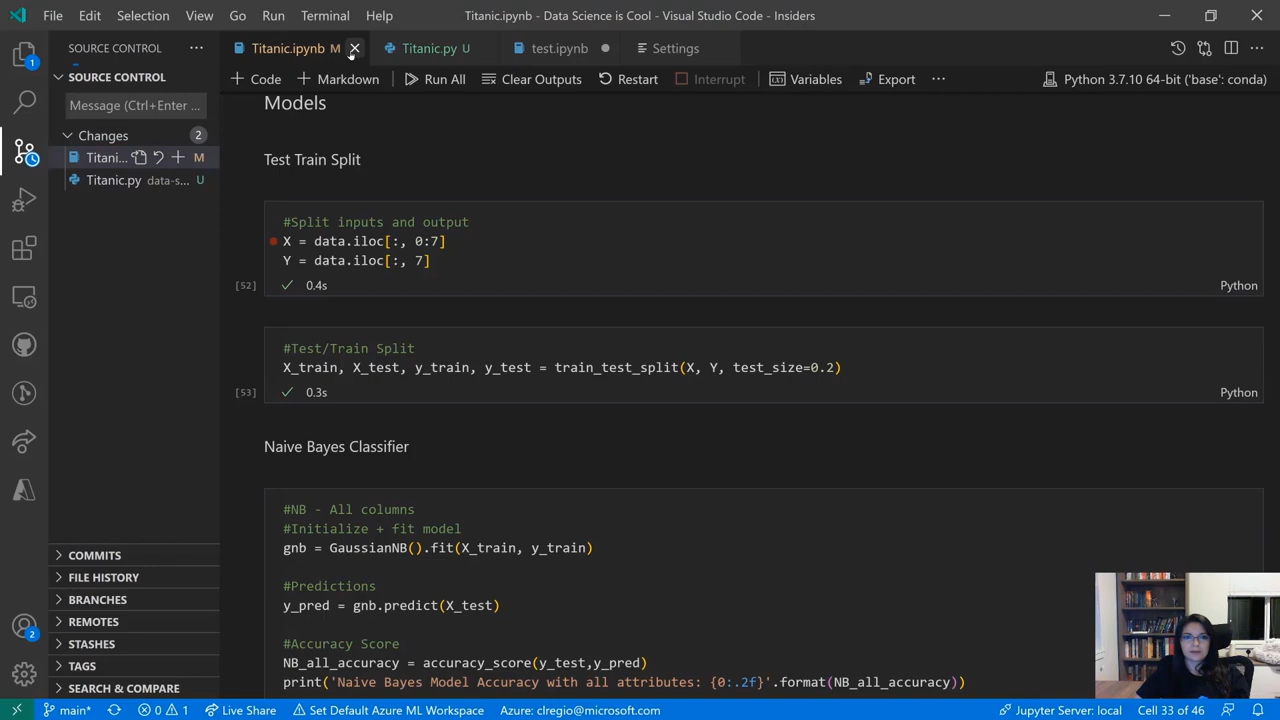 File Edit Selection View Go Run Terminal Help
Titanic.ipynb - Data Science is Cool - Visual Studio Code - Insiders
SOURCE CONTROL ···
Titanic.ipynb M
Titanic.py U
test.ipynb
Settings
SOURCE CONTROL
Code
Markdown
Run All
Clear Outputs
Restart
Interrupt
Variables
Export
···
Python 3.7.10 64-bit ('base': conda)
Message (Ctrl+Enter ...
Changes 2
Titani... M
Titanic.py data-s... U
1
Models
Test Train Split
#Split inputs and output
X = data.iloc[:, 0:7]
Y = data.iloc[:, 7]
[52] 0.4s Python
#Test/Train Split
X_train, X_test, y_train, y_test = train_test_split(X, Y, test_size=0.2)
[53] 0.3s Python
Naive Bayes Classifier
#NB - All columns
#Initialize + fit model
gnb = GaussianNB().fit(X_train, y_train)
#Predictions
y_pred = gnb.predict(X_test)
#Accuracy Score
NB_all_accuracy = accuracy_score(y_test,y_pred)
print('Naive Bayes Model Accuracy with all attributes: {0:.2f}'.format(NB_all_accuracy))
COMMITS
FILE HISTORY
BRANCHES
REMOTES
STASHES
TAGS
SEARCH & COMPARE
2
main* 0 1 Live Share Set Default Azure ML Workspace Azure: clregio@microsoft.com Jupyter Server: local Cell 33 of 46